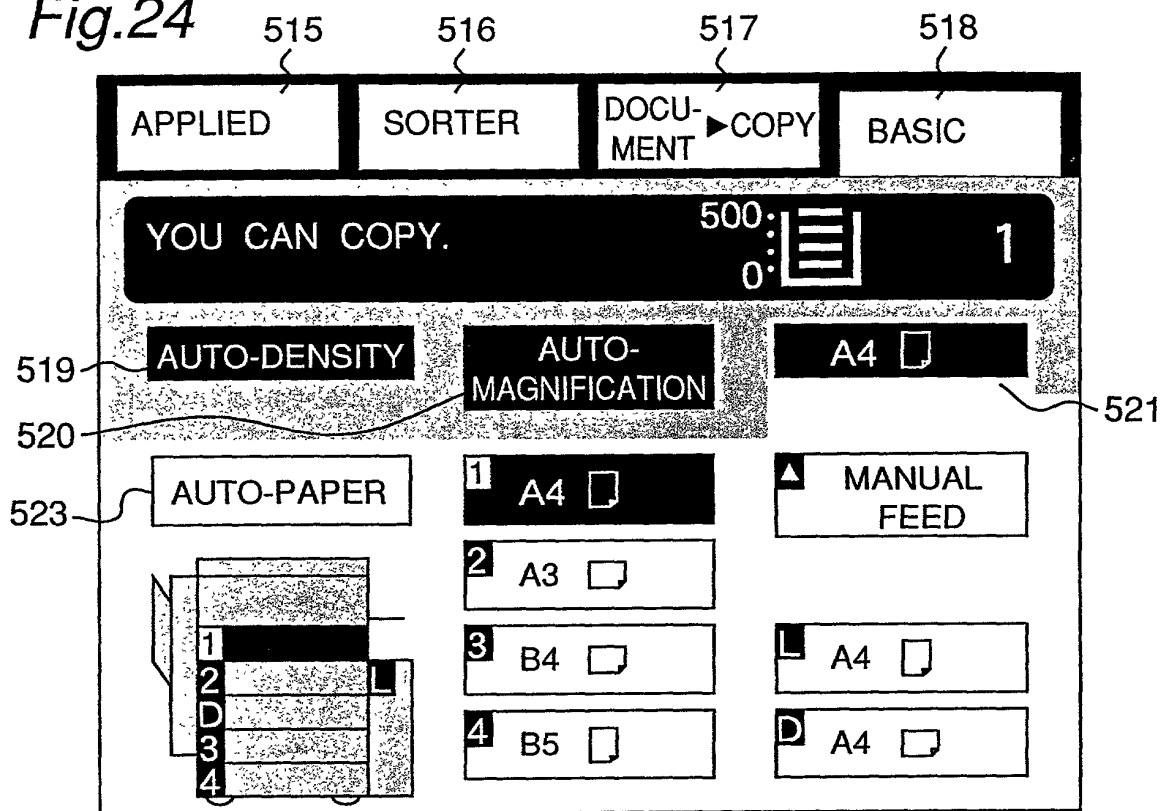 Fig.24
515
516
517
518
APPLIED
SORTER
DOCU-
MENT ▶COPY
BASIC
YOU CAN COPY.
500
0
1
519
AUTO-DENSITY
520
AUTO-
MAGNIFICATION
A4
521
523
AUTO-PAPER
1 A4
▲ MANUAL
FEED
2 A3
3 B4
L A4
4 B5
D A4
1
2
L
D
3
4